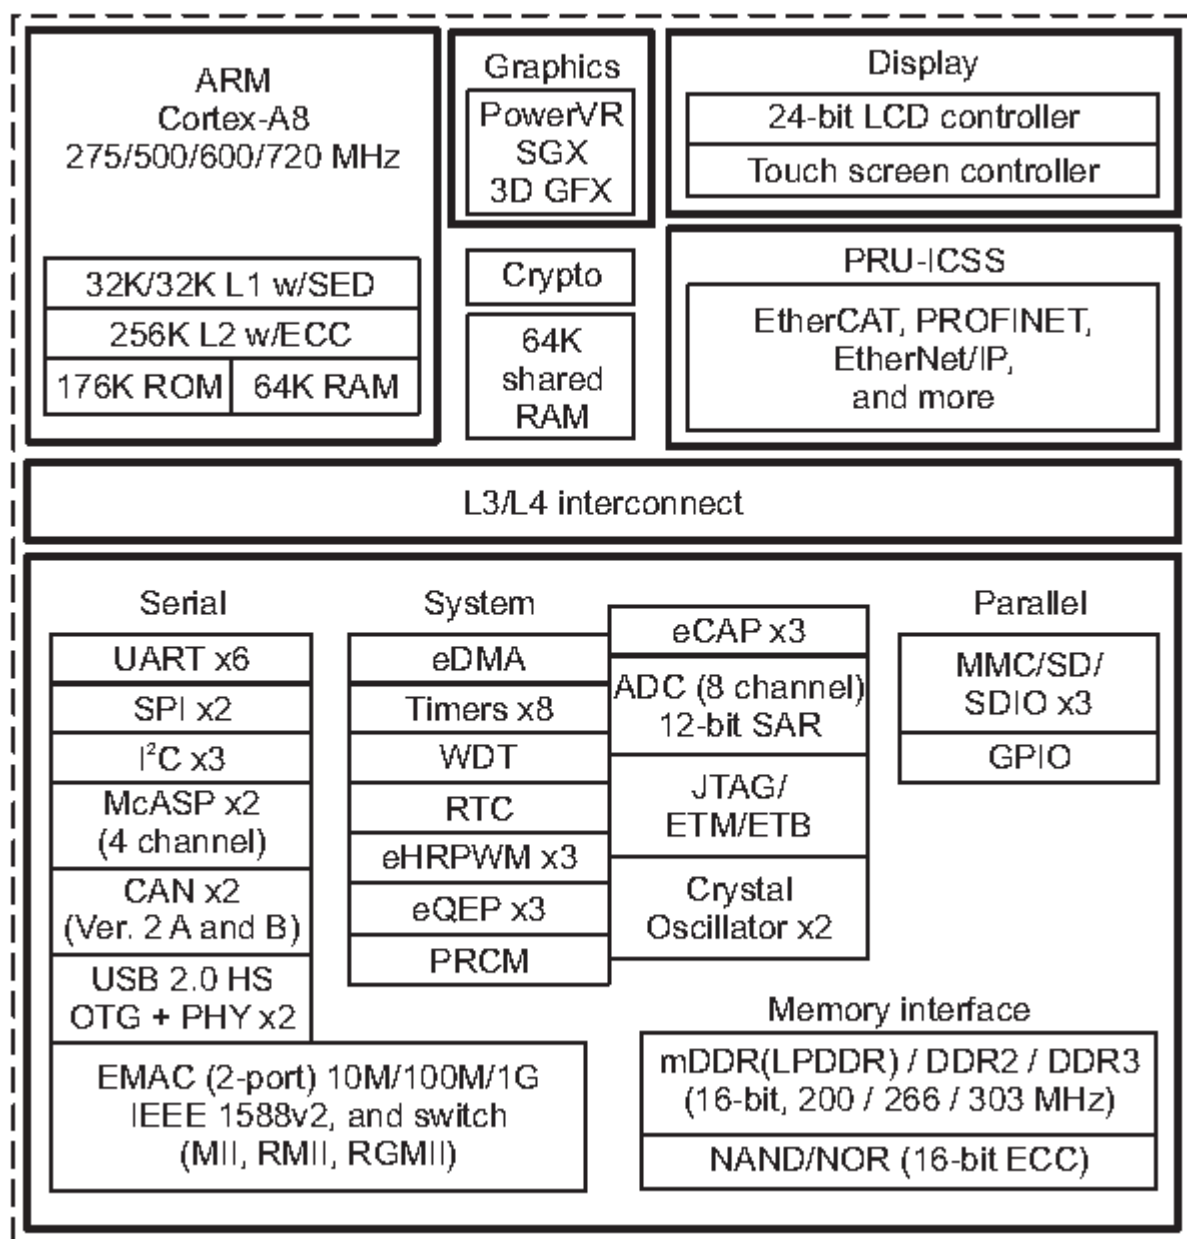 ARM
Cortex-A8
275/500/600/720 MHz
32K/32K L1 w/SED
256K L2 w/ECC
176K ROM
64K RAM
Graphics
PowerVR
SGX
3D GFX
Crypto
64K
shared
RAM
Display
24-bit LCD controller
Touch screen controller
PRU-ICSS
EtherCAT, PROFINET,
EtherNet/IP,
and more
L3/L4 interconnect
Serial
UART x6
SPI x2
I²C x3
McASP x2
(4 channel)
CAN x2
(Ver. 2 A and B)
USB 2.0 HS
OTG + PHY x2
EMAC (2-port) 10M/100M/1G
IEEE 1588v2, and switch
(MII, RMII, RGMII)
System
eDMA
Timers x8
WDT
RTC
eHRPWM x3
eQEP x3
PRCM
eCAP x3
ADC (8 channel)
12-bit SAR
JTAG/
ETM/ETB
Crystal
Oscillator x2
Parallel
MMC/SD/
SDIO x3
GPIO
Memory interface
mDDR(LPDDR) / DDR2 / DDR3
(16-bit, 200 / 266 / 303 MHz)
NAND/NOR (16-bit ECC)